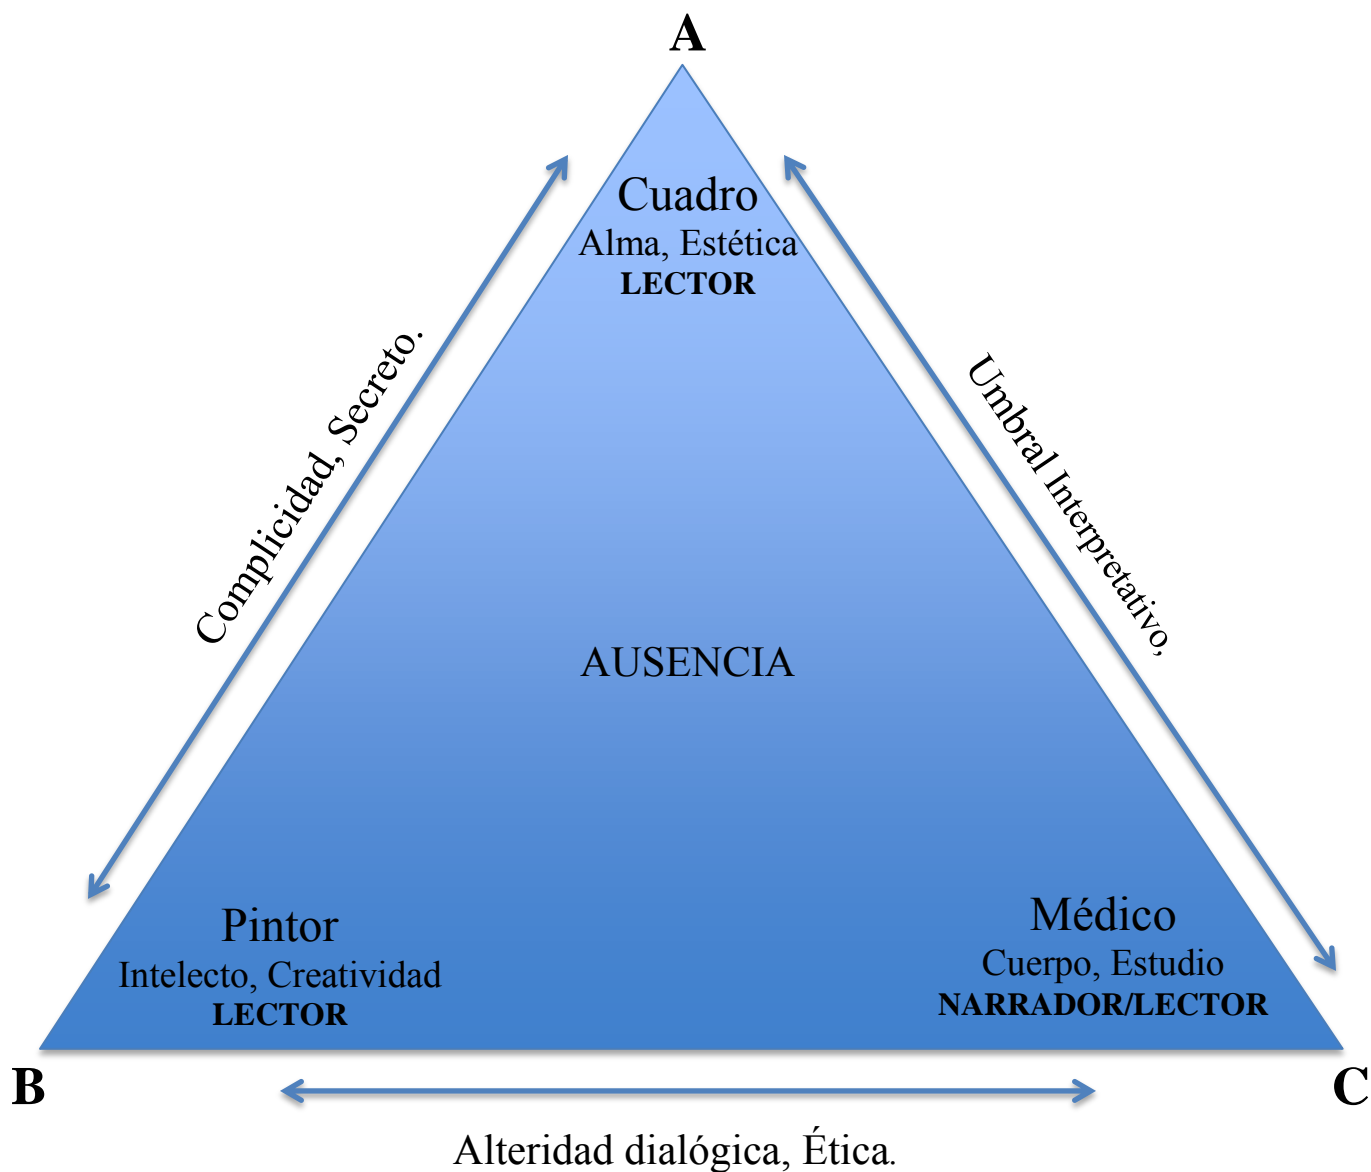 A
Cuadro
Alma, Estética
LECTOR
Complicidad, Secreto.
Umbral Interpretativo,
AUSENCIA
Pintor
Intelecto, Creatividad
LECTOR
Médico
Cuerpo, Estudio
NARRADOR/LECTOR
B
C
Alteridad dialógica, Ética.